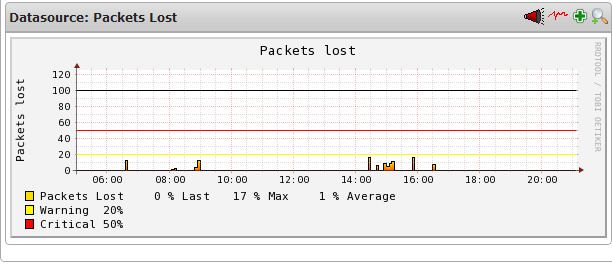 Datasource: Packets Lost
Packets lost
RRDTOOL / TOBI OETIKER
Packets lost
120
100
80
60
40
20
0
06:00 08:00 10:00 12:00 14:00 16:00 18:00 20:00
Packets Lost 0 % Last 17 % Max 1 % Average
Warning 20%
Critical 50%